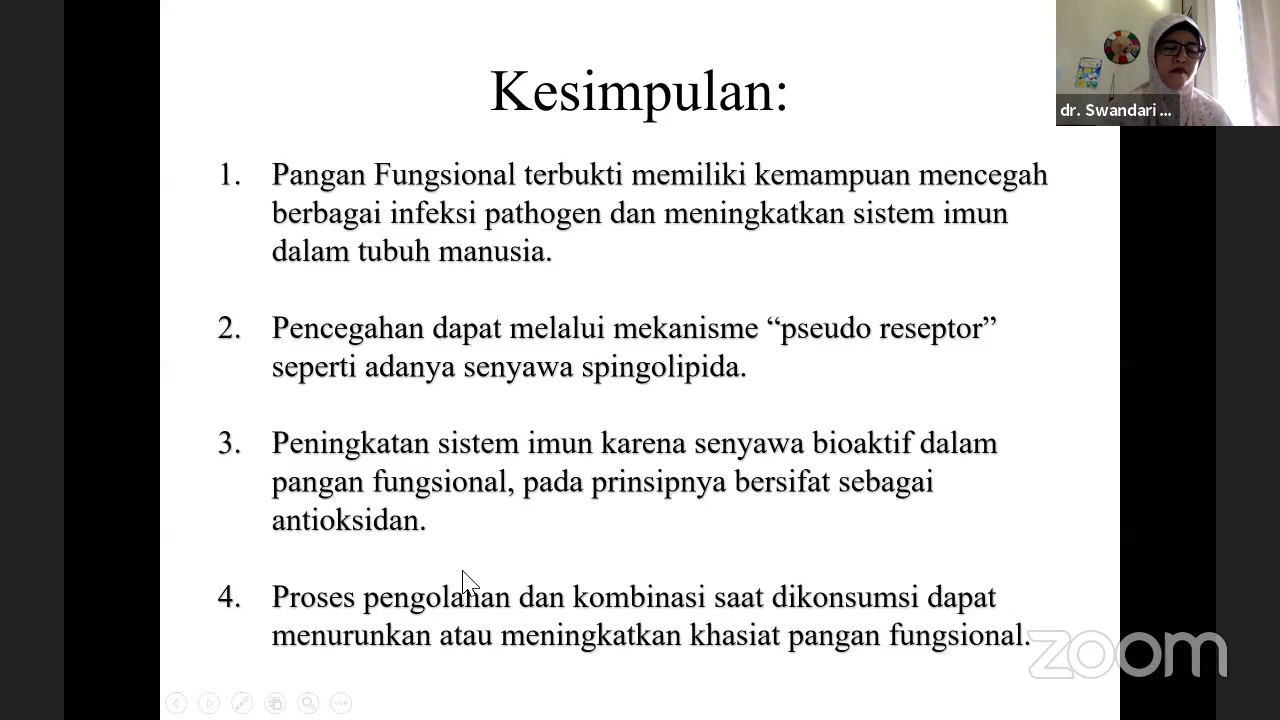 Kesimpulan:
dr. Swandari ...
1. Pangan Fungsional terbukti memiliki kemampuan mencegah
berbagai infeksi pathogen dan meningkatkan sistem imun
dalam tubuh manusia.
2. Pencegahan dapat melalui mekanisme “pseudo reseptor”
seperti adanya senyawa spingolipida.
3. Peningkatan sistem imun karena senyawa bioaktif dalam
pangan fungsional, pada prinsipnya bersifat sebagai
antioksidan.
4. Proses pengolahan dan kombinasi saat dikonsumsi dapat
menurunkan atau meningkatkan khasiat pangan fungsional.
zoom